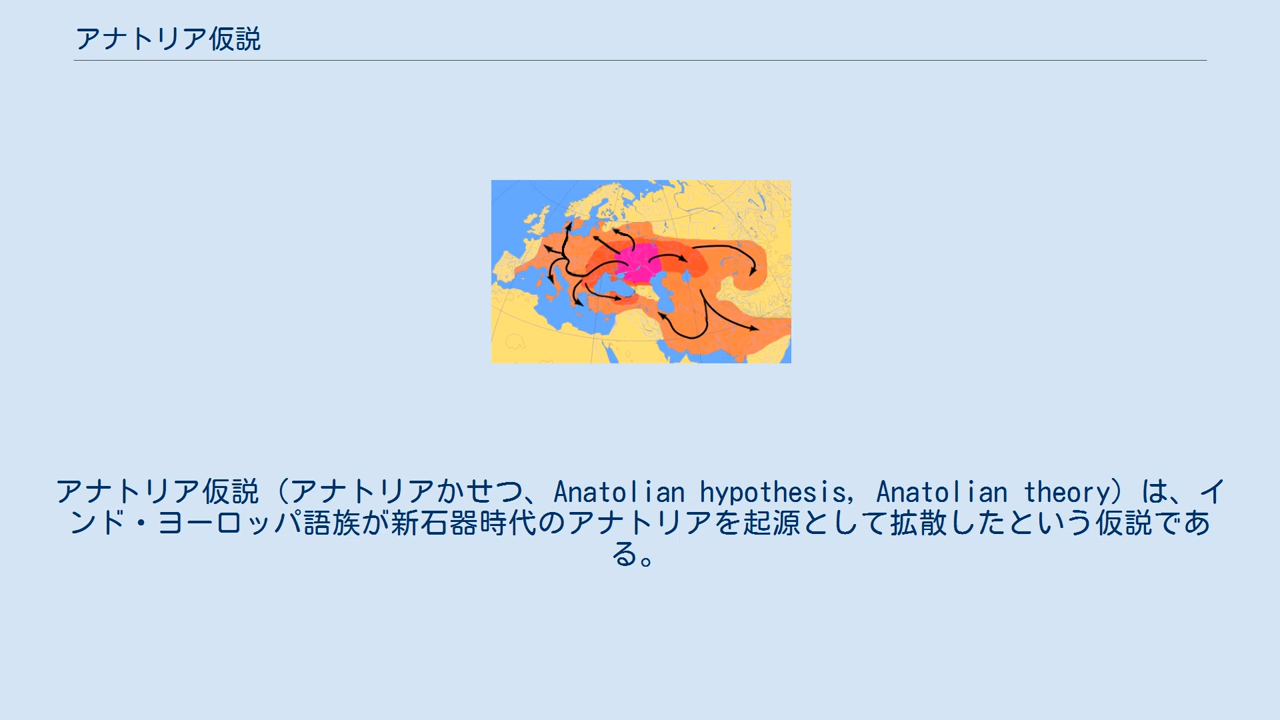 アナトリア仮説
アナトリア仮説（アナトリアかせつ、Anatolian hypothesis, Anatolian theory）は、イ
ンド・ヨーロッパ語族が新石器時代のアナトリアを起源として拡散したという仮説であ
る。